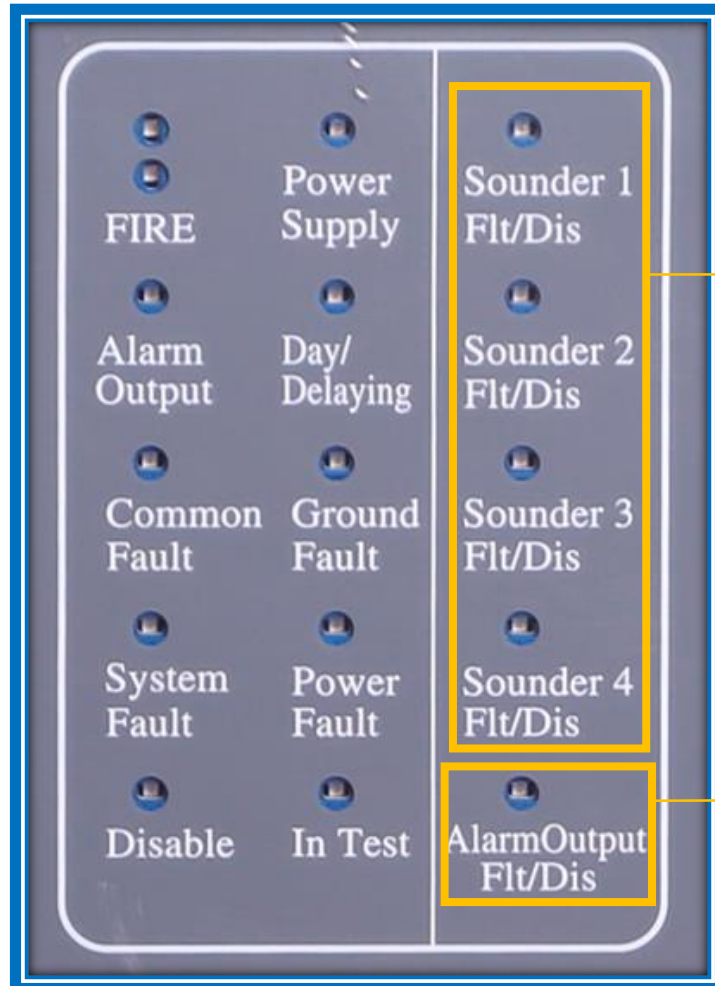 FIRE
Power
Supply
Sounder 1
Flt/Dis
Alarm
Output
Day/
Delaying
Sounder 2
Flt/Dis
Common
Fault
Ground
Fault
Sounder 3
Flt/Dis
System
Fault
Power
Fault
Sounder 4
Flt/Dis
Disable
In Test
AlarmOutput
Flt/Dis